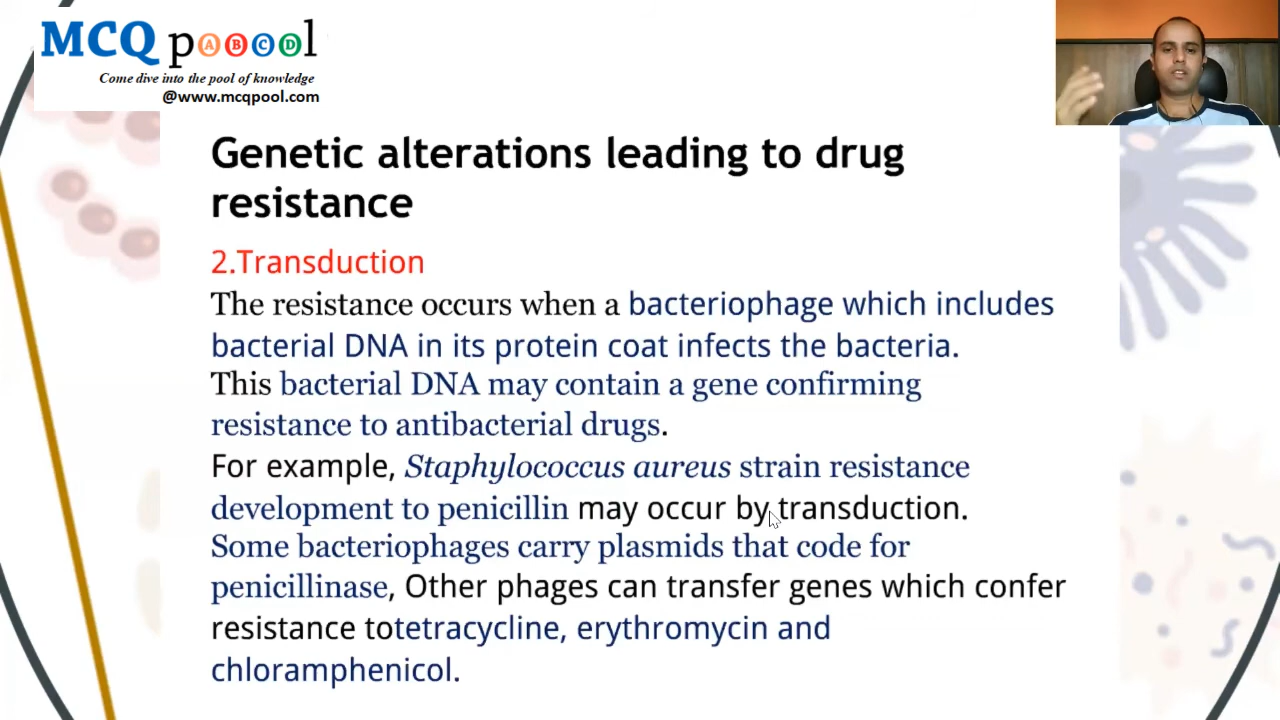 MCQ pooool
A B C D
Come dive into the pool of knowledge
@www.mcqpool.com
Genetic alterations leading to drug
resistance
2.Transduction
The resistance occurs when a bacteriophage which includes
bacterial DNA in its protein coat infects the bacteria.
This bacterial DNA may contain a gene confirming
resistance to antibacterial drugs.
For example, Staphylococcus aureus strain resistance
development to penicillin may occur by transduction.
Some bacteriophages carry plasmids that code for
penicillinase, Other phages can transfer genes which confer
resistance totetracycline, erythromycin and
chloramphenicol.